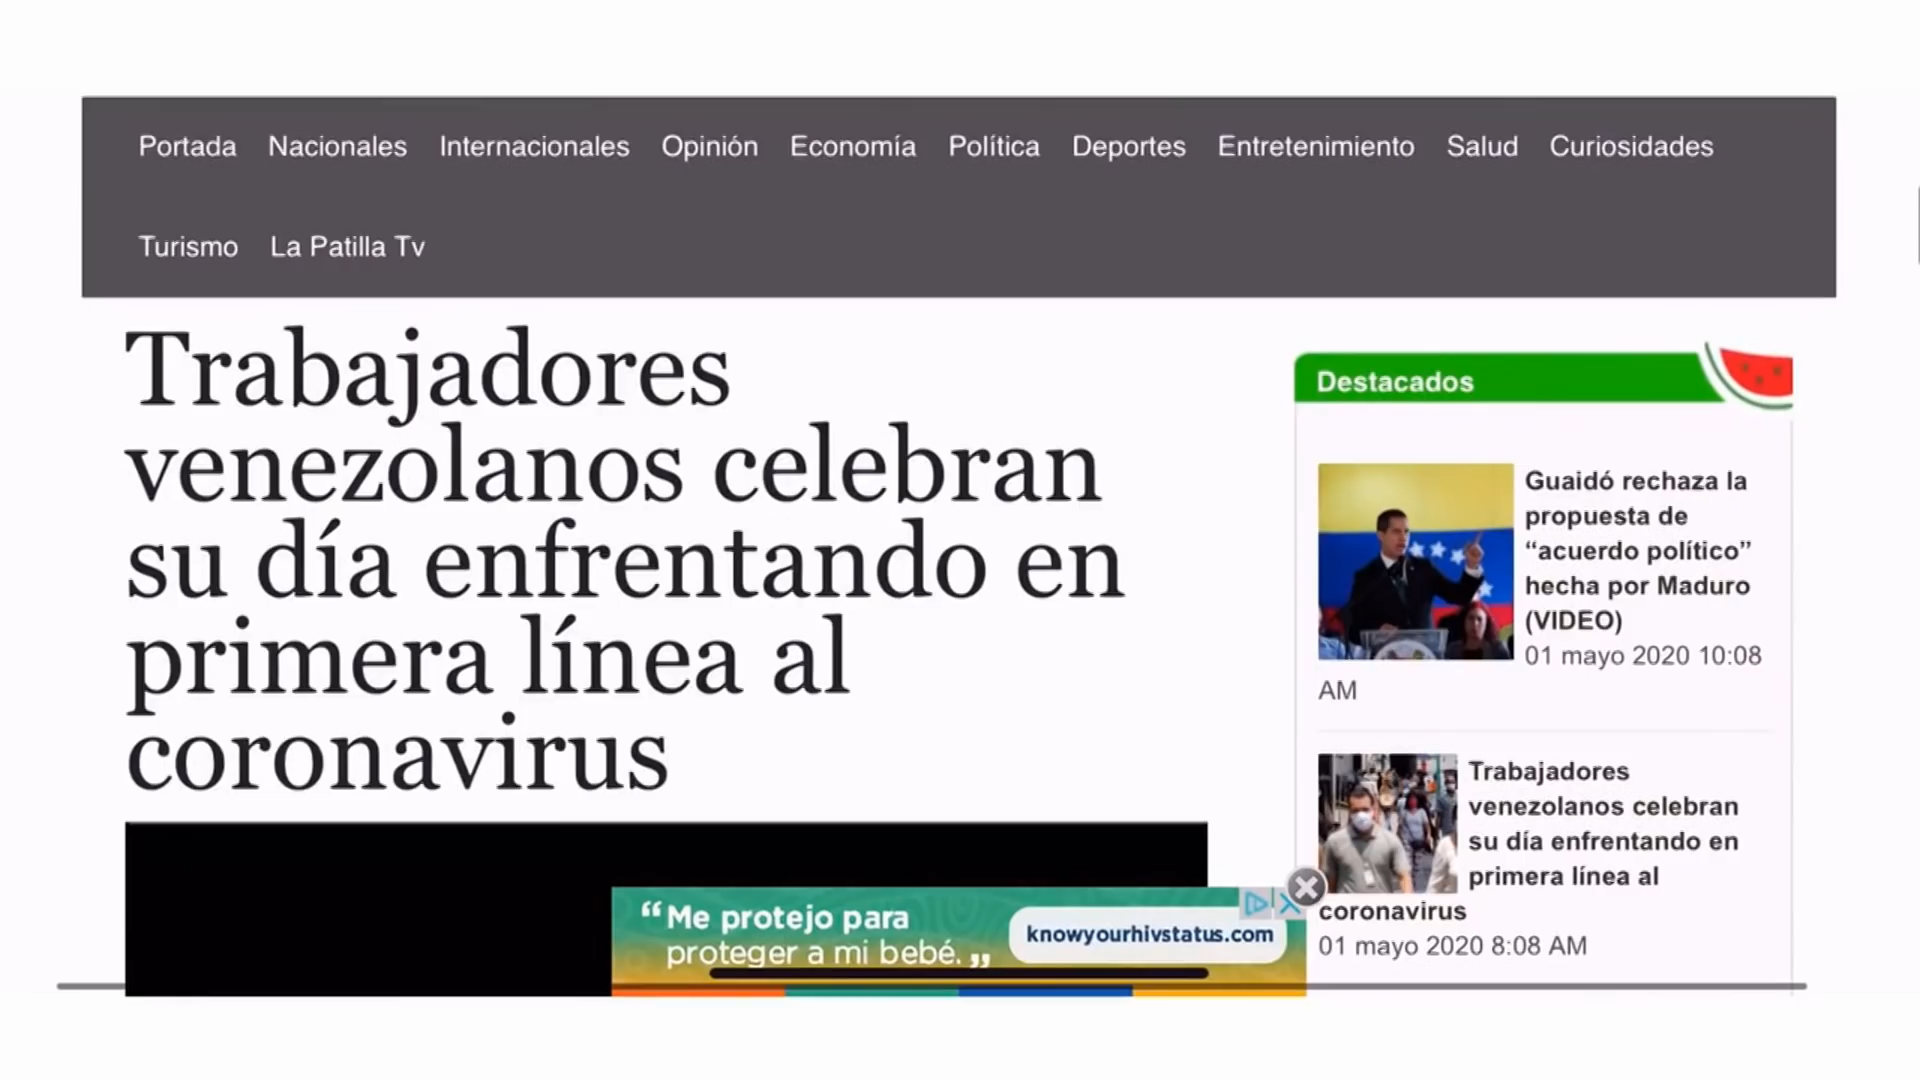 Portada Nacionales Internacionales Opinión Economía Política Deportes Entretenimiento Salud Curiosidades
Turismo La Patilla Tv
Trabajadores
venezolanos celebran
su día enfrentando en
primera línea al
coronavirus
Destacados
Guaidó rechaza la
propuesta de
“acuerdo político”
hecha por Maduro
(VIDEO)
01 mayo 2020 10:08
AM
Trabajadores
venezolanos celebran
su día enfrentando en
primera línea al
coronavirus
01 mayo 2020 8:08 AM
“Me protejo para
proteger a mi bebé.”
knowyourhivstatus.com